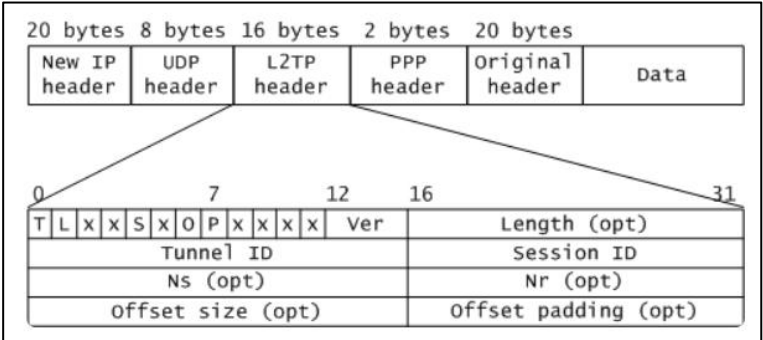 20 bytes 8 bytes 16 bytes 2 bytes 20 bytes
New IP header UDP header L2TP header PPP header Original header Data
0 7 12 16 31
T L x x S x O P x x x x Ver Length (opt)
Tunnel ID Session ID
Ns (opt) Nr (opt)
Offset size (opt) Offset padding (opt)